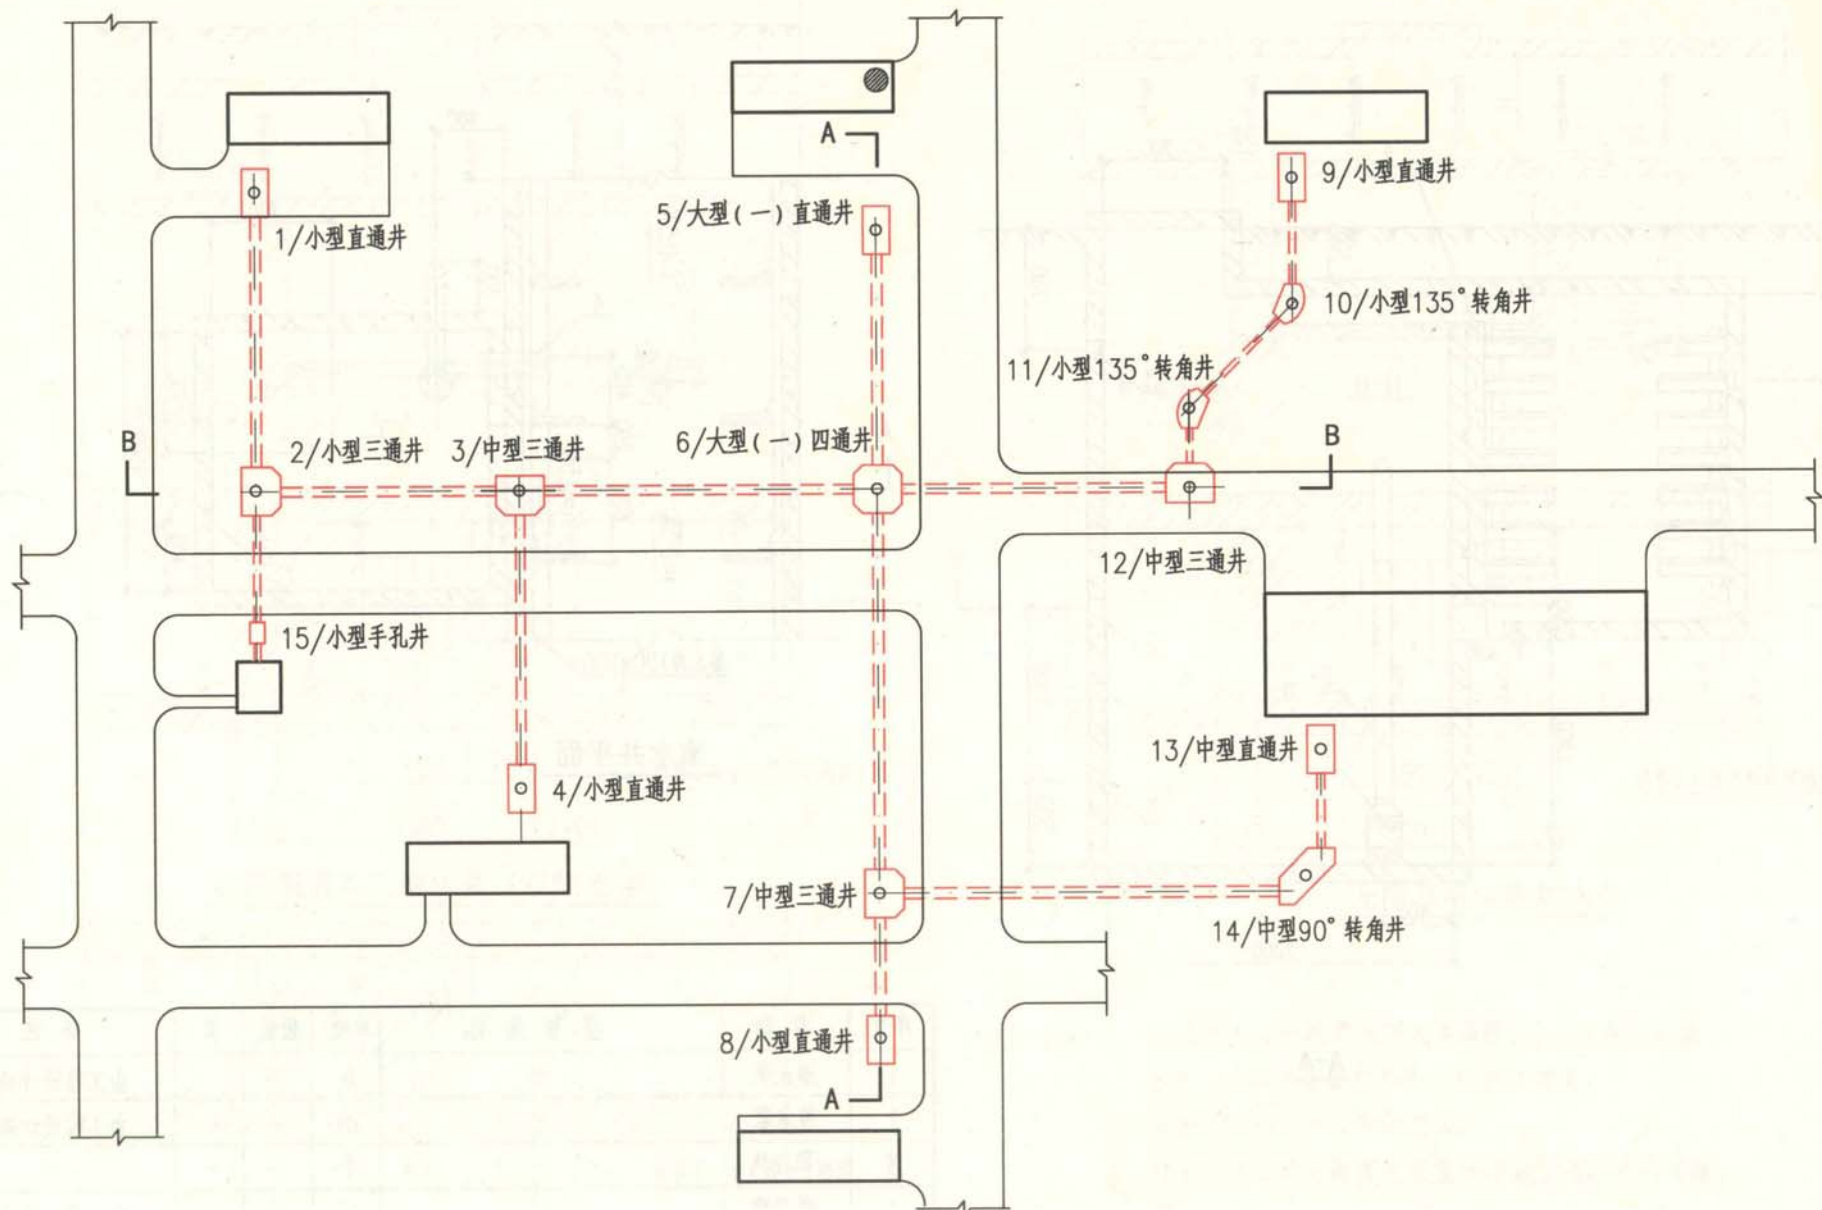 A
9/小型直通井
5/大型(一)直通井
1/小型直通井
10/小型135°转角井
11/小型135°转角井
B
2/小型三通井
3/中型三通井
6/大型(一)四通井
B
12/中型三通井
15/小型手孔井
13/中型直通井
4/小型直通井
7/中型三通井
14/中型90°转角井
8/小型直通井
A